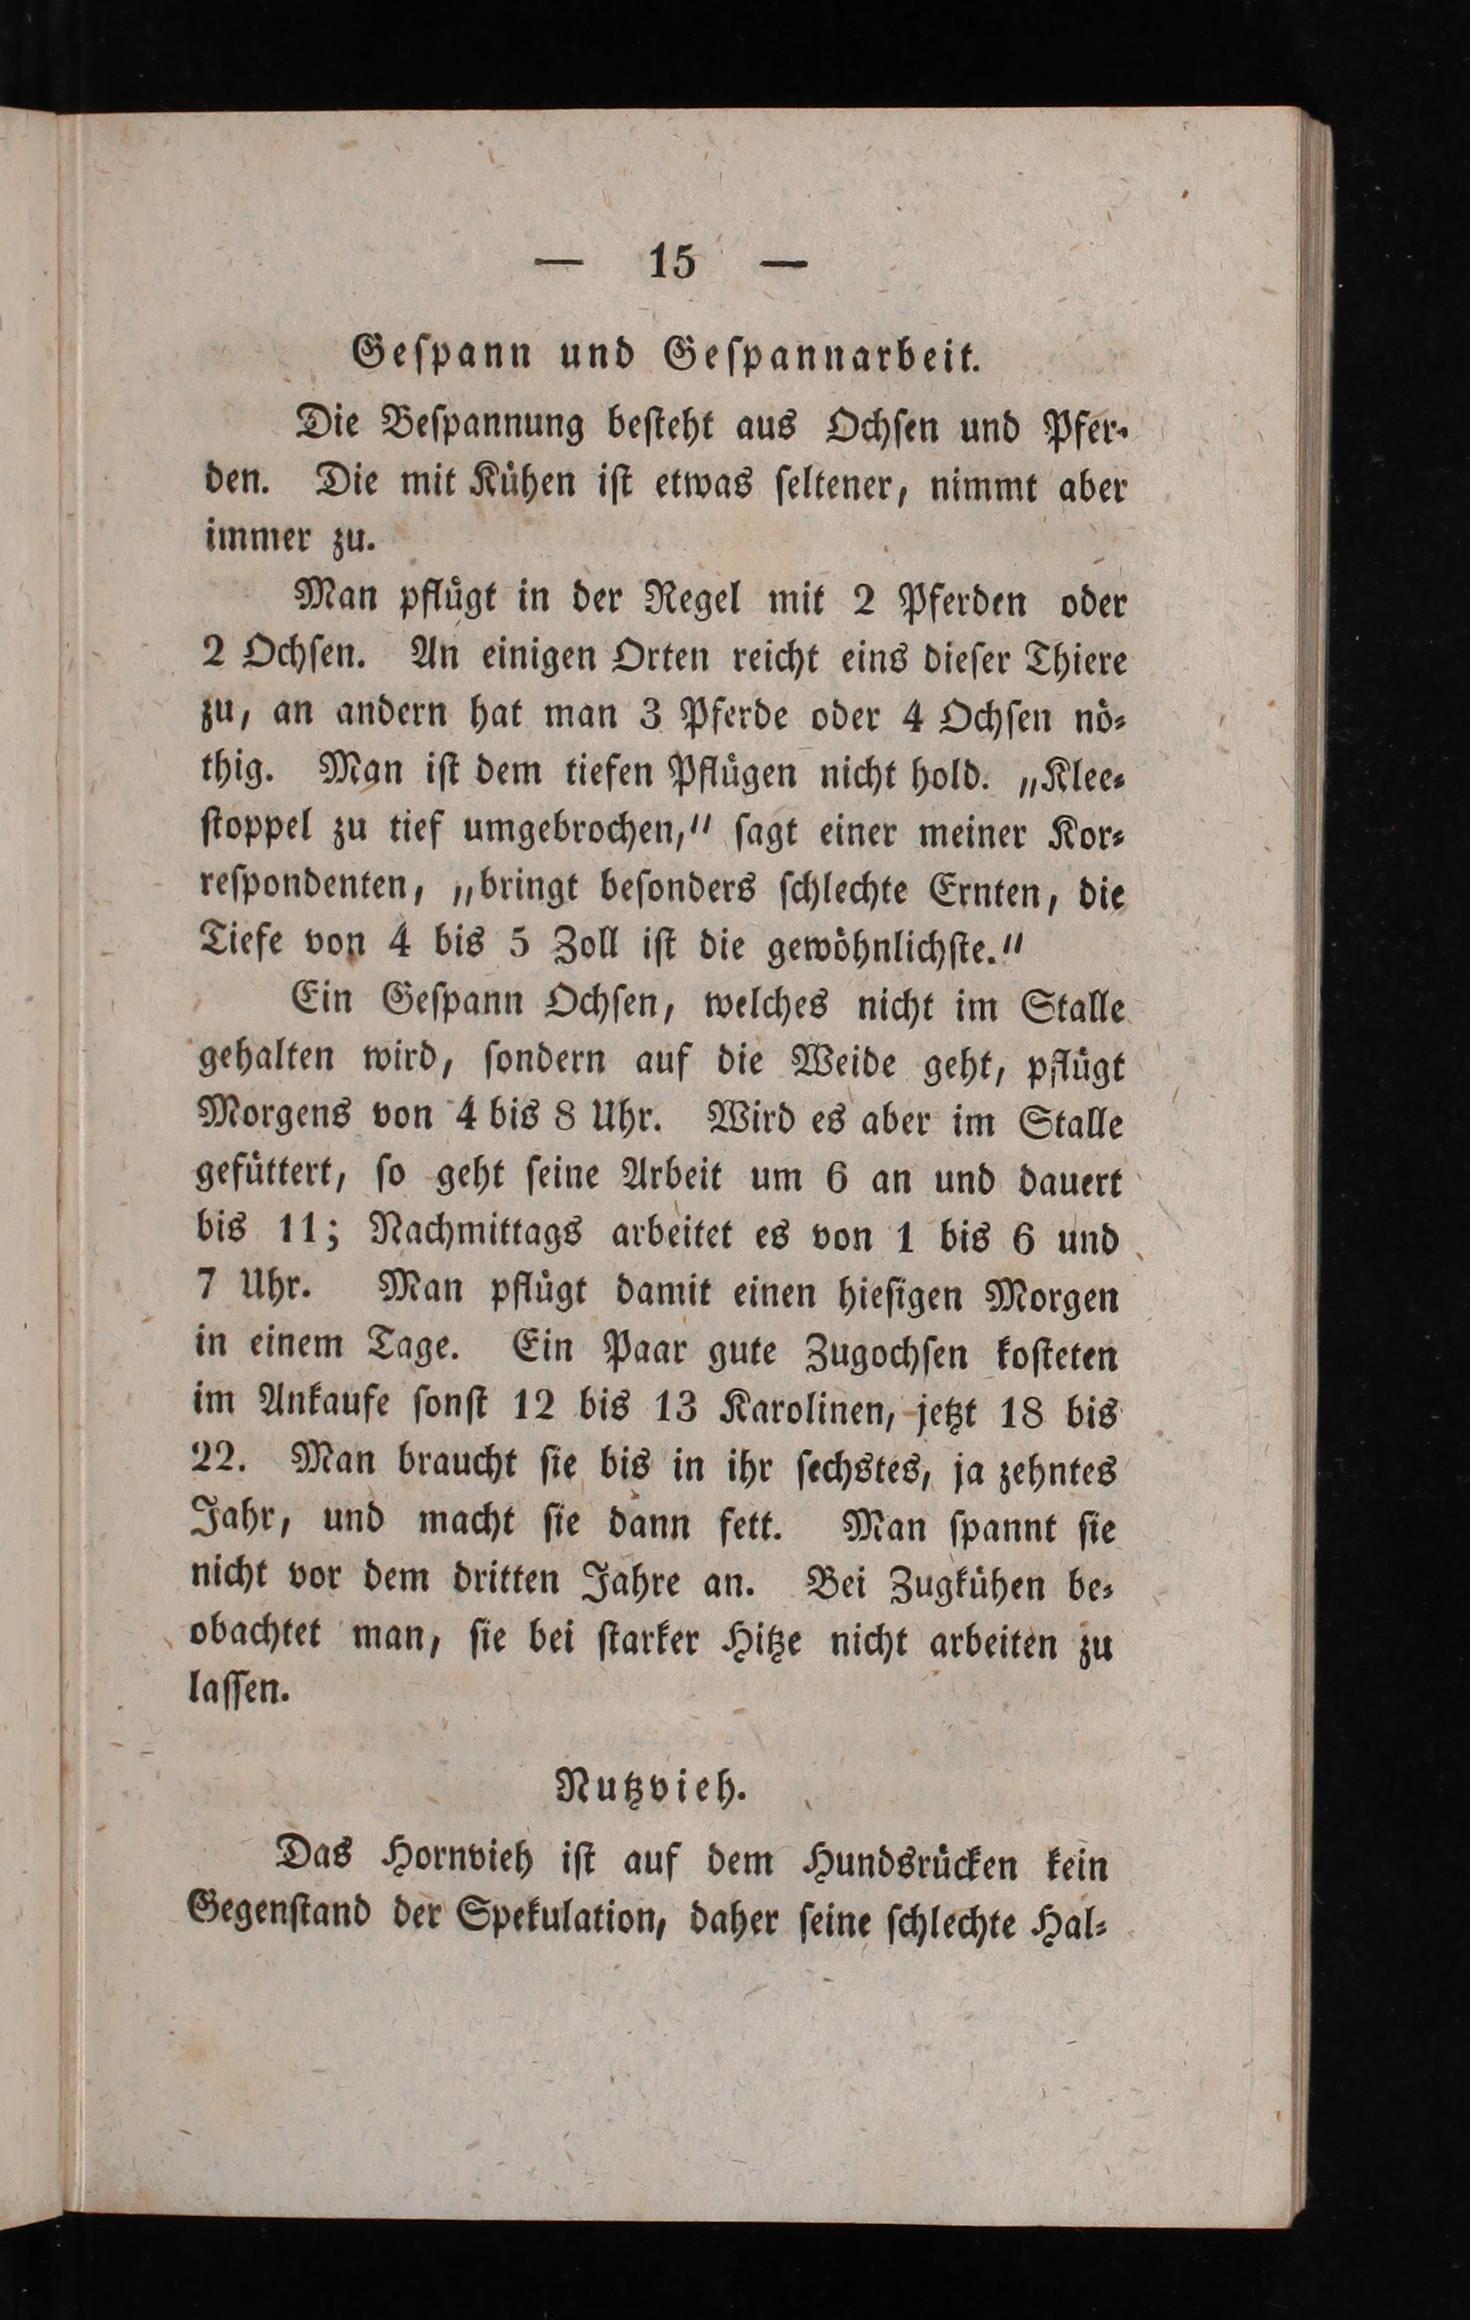 — 15 —
Geſpann und Geſpannarbeit.
Die Beſpannung beſteht aus Ochſen und Pfer-
den. Die mit Kühen iſt etwas ſeltener, nimmt aber
immer zu.
Man pflügt in der Regel mit 2 Pferden oder
2 Ochſen. An einigen Orten reicht eins dieſer Thiere
zu, an andern hat man 3 Pferde oder 4 Ochſen nö-
thig. Man iſt dem tiefen Pflügen nicht hold. „Klee-
ſtoppel zu tief umgebrochen,“ ſagt einer meiner Kor-
reſpondenten, „bringt beſonders ſchlechte Ernten, die
Tiefe von 4 bis 5 Zoll iſt die gewöhnlichſte.“
Ein Geſpann Ochſen, welches nicht im Stalle
gehalten wird, ſondern auf die Weide geht, pflügt
Morgens von 4 bis 8 Uhr. Wird es aber im Stalle
gefüttert, ſo geht ſeine Arbeit um 6 an und dauert
bis 11; Nachmittags arbeitet es von 1 bis 6 und
7 Uhr. Man pflügt damit einen hieſigen Morgen
in einem Tage. Ein Paar gute Zugochſen koſteten
im Ankaufe ſonſt 12 bis 13 Karolinen, jetzt 18 bis
22. Man braucht ſie bis in ihr ſechstes, ja zehntes
Jahr, und macht ſie dann fett. Man ſpannt ſie
nicht vor dem dritten Jahre an. Bei Zugkühen be-
obachtet man, ſie bei ſtarker Hitze nicht arbeiten zu
laſſen.
Nutzvieh.
Das Hornvieh iſt auf dem Hundsrücken kein
Gegenſtand der Spekulation, daher ſeine ſchlechte Hal-